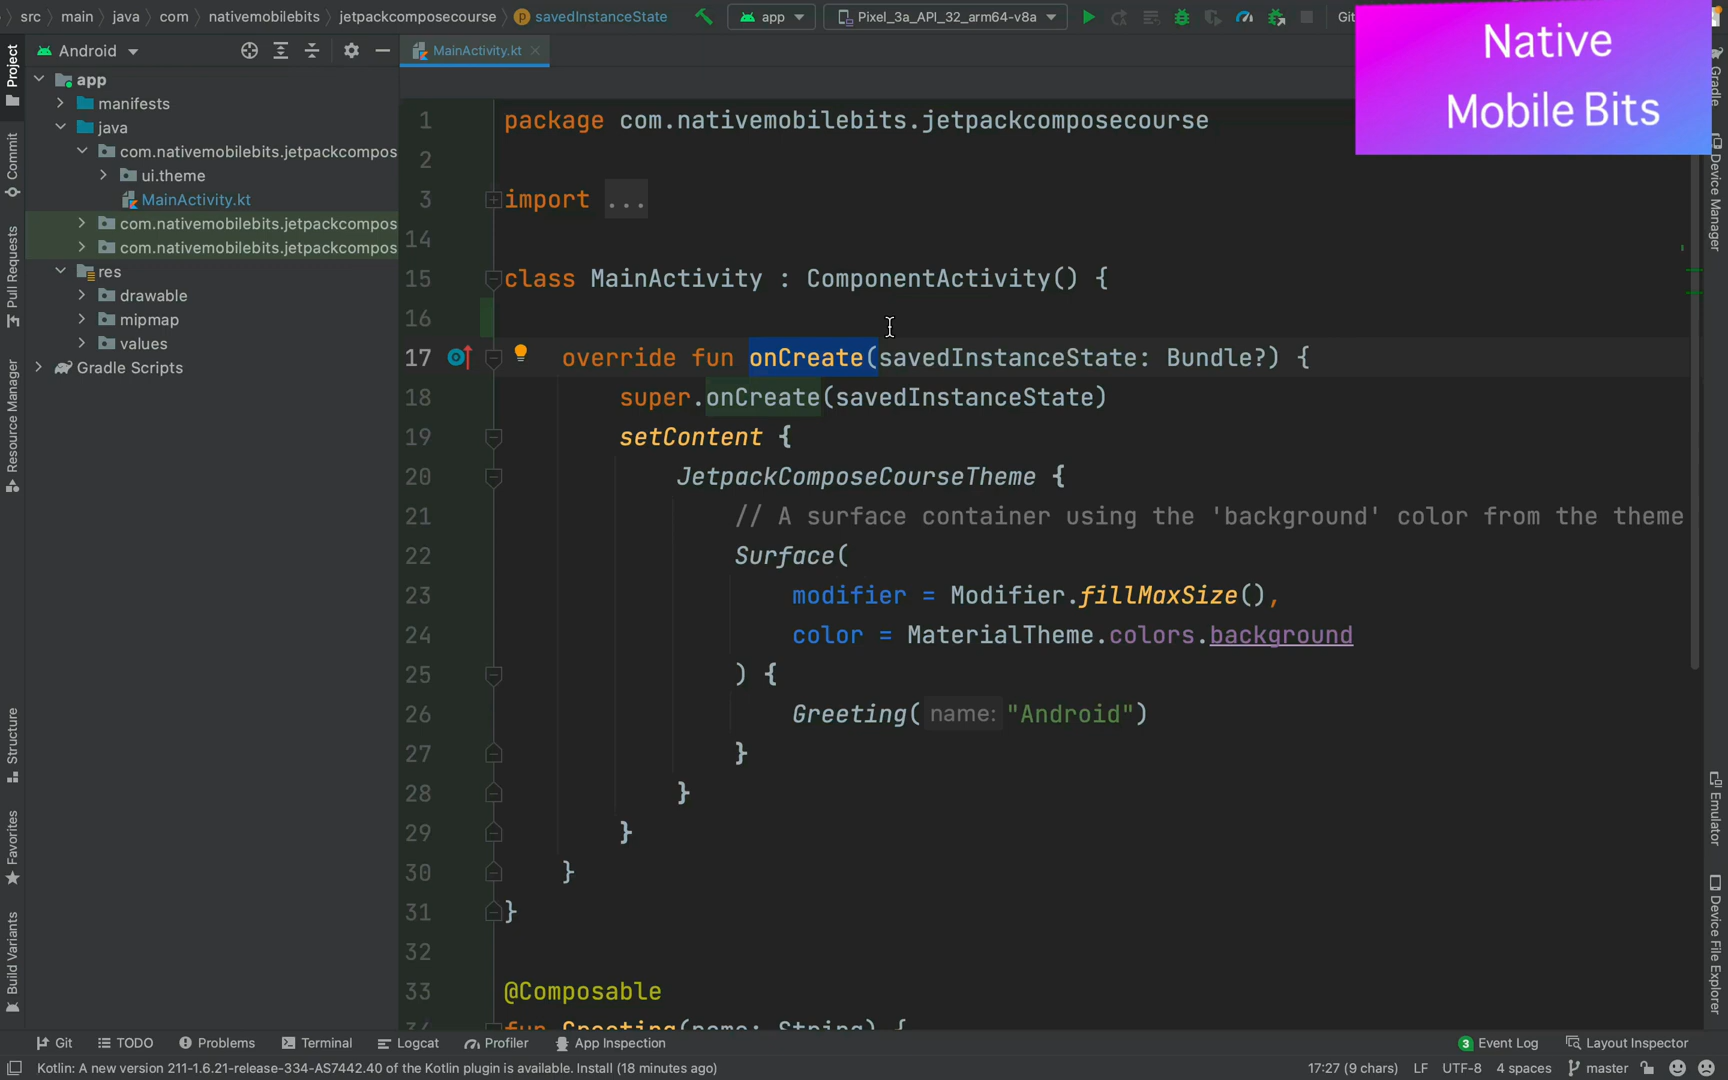 src main java com nativemobilebits jetpackcomposecourse savedInstanceState app Pixel_3a_API_32_arm64-v8a Git
Native
Mobile Bits
Android
MainActivity.kt
app
manifests
java
com.nativemobilebits.jetpackcompos
ui.theme
MainActivity.kt
com.nativemobilebits.jetpackcompos
com.nativemobilebits.jetpackcompos
res
drawable
mipmap
values
Gradle Scripts
Project
Commit
Pull Requests
Resource Manager
Structure
Favorites
Build Variants
1 package com.nativemobilebits.jetpackcomposecourse
2
3 import ...
14
15 class MainActivity : ComponentActivity() {
16
17 override fun onCreate(savedInstanceState: Bundle?) {
18 super.onCreate(savedInstanceState)
19 setContent {
20 JetpackComposeCourseTheme {
21 // A surface container using the 'background' color from the theme
22 Surface(
23 modifier = Modifier.fillMaxSize(),
24 color = MaterialTheme.colors.background
25 ) {
26 Greeting( name: "Android")
27 }
28 }
29 }
30 }
31 }
32
33 @Composable
34 fun Greeting(name: String) {
Gradle
Device Manager
Emulator
Device File Explorer
Git TODO Problems Terminal Logcat Profiler App Inspection 3 Event Log Layout Inspector
Kotlin: A new version 211-1.6.21-release-334-AS7442.40 of the Kotlin plugin is available. Install (18 minutes ago) 17:27 (9 chars) LF UTF-8 4 spaces master